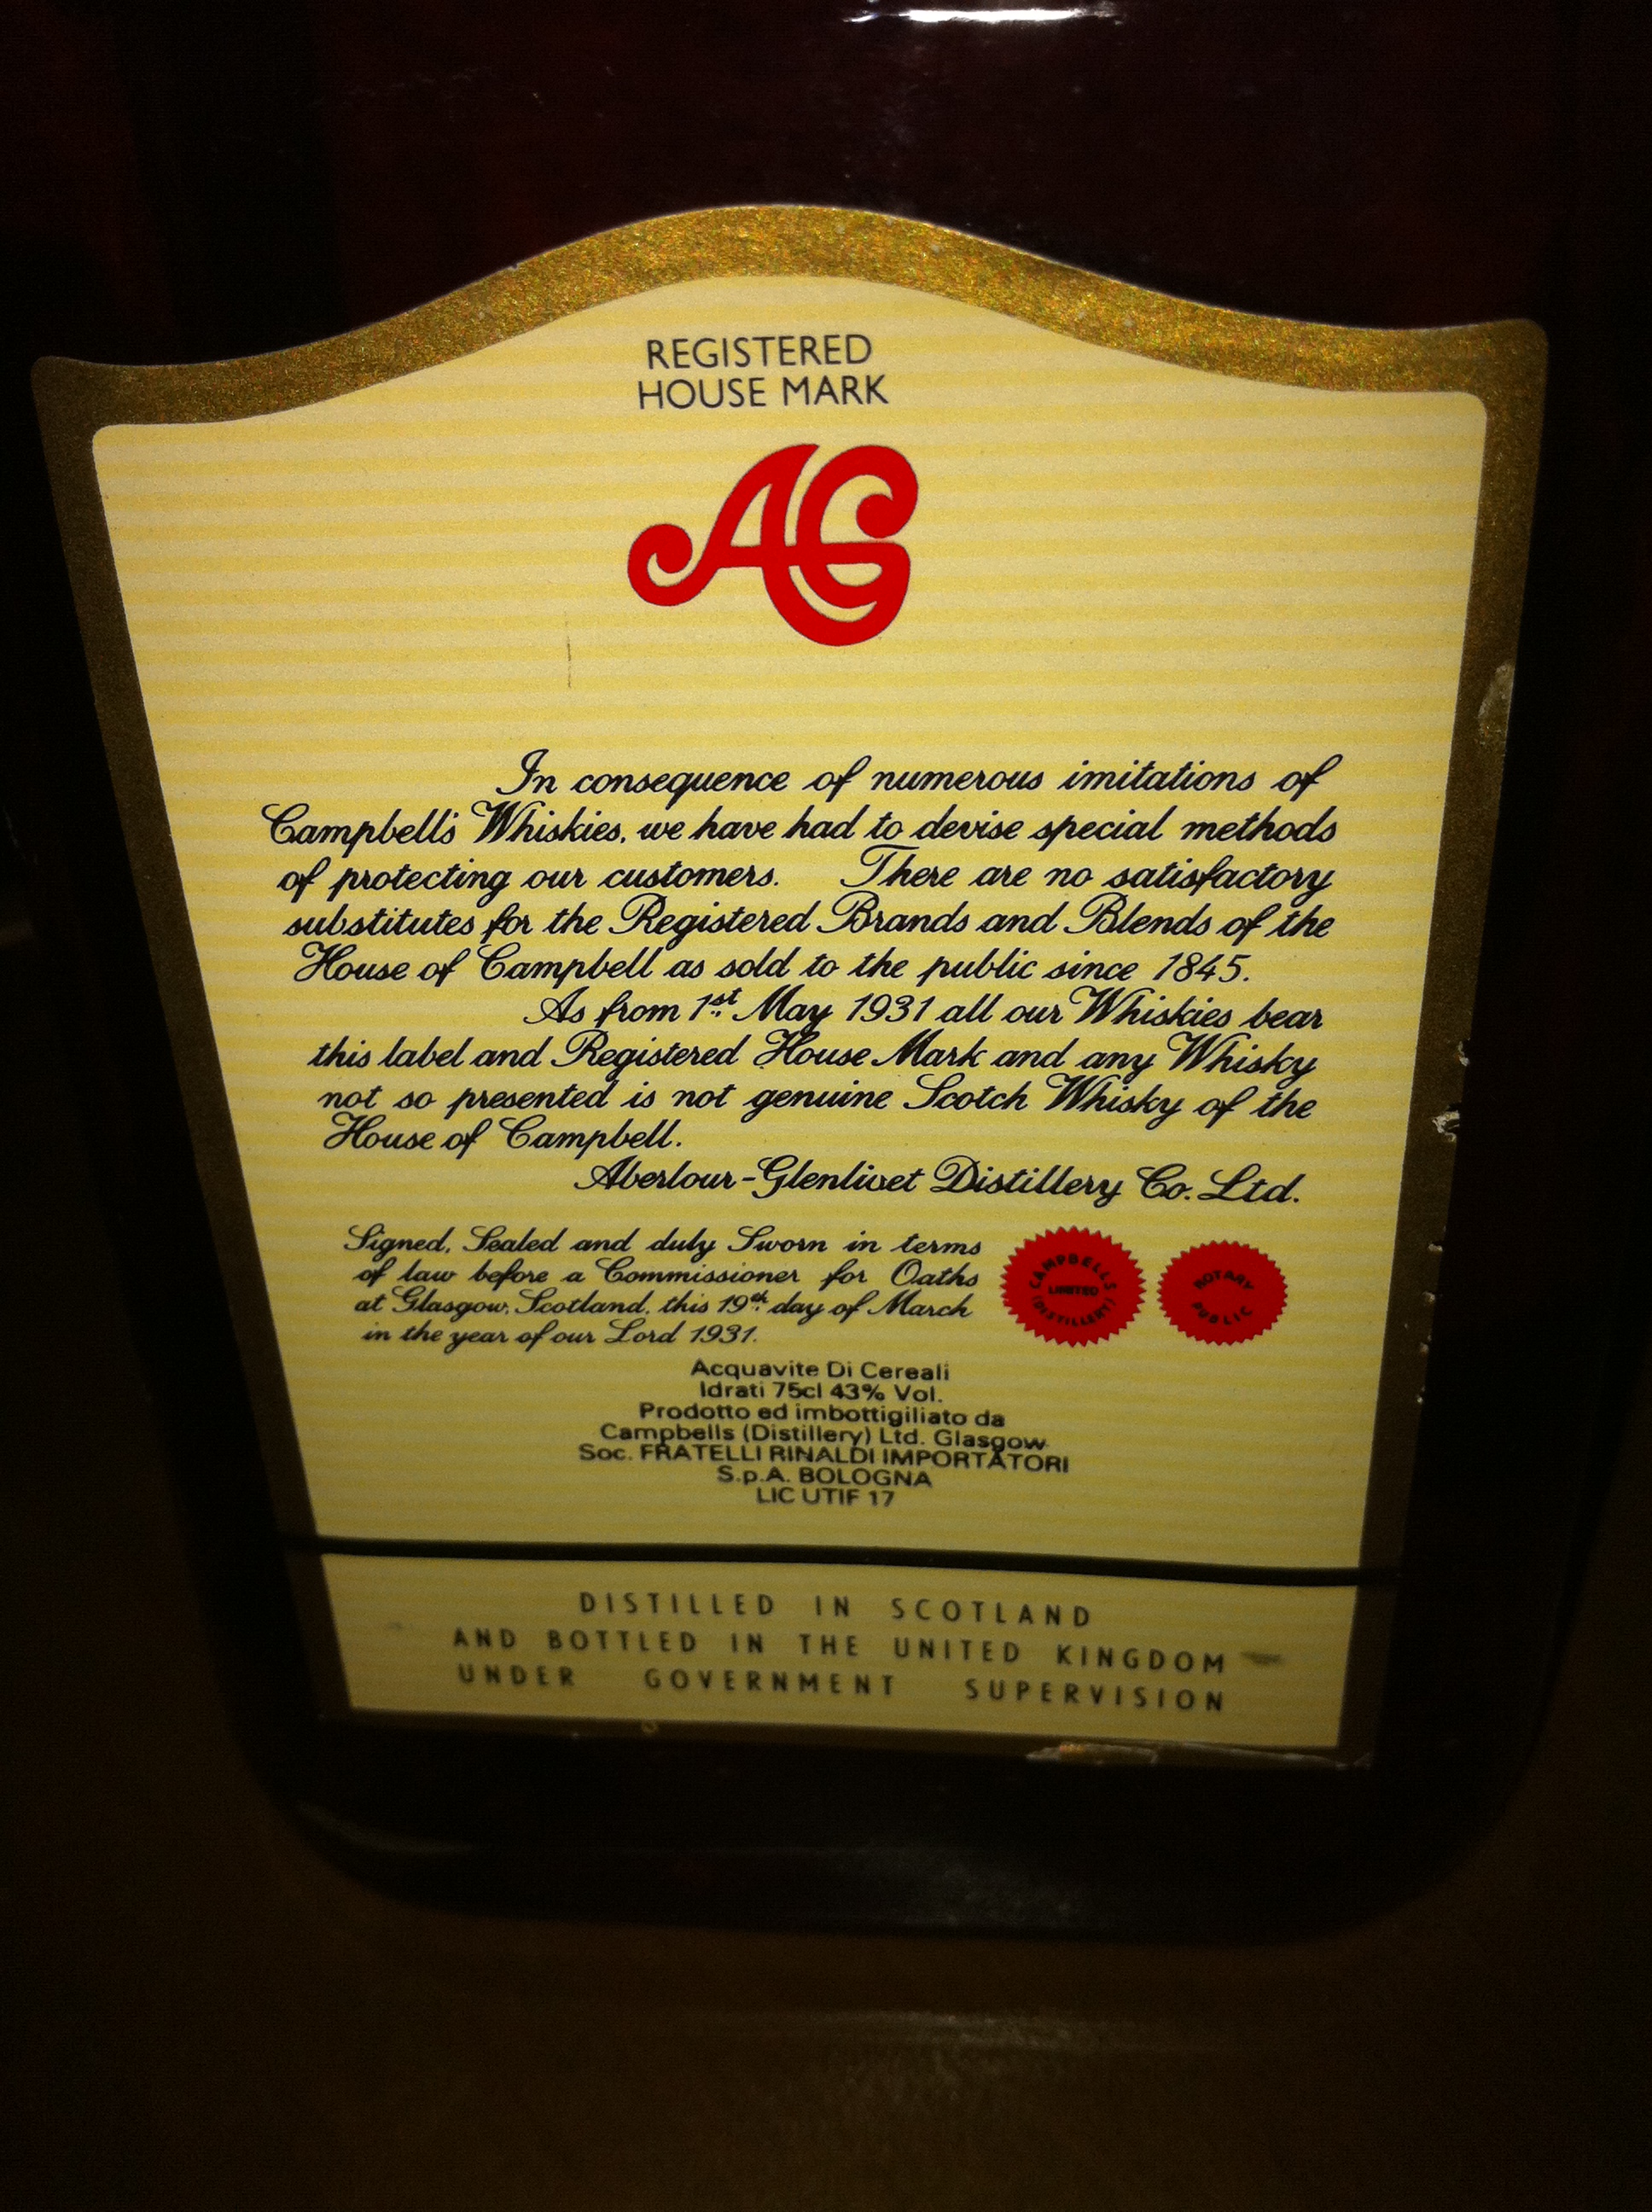 REGISTERED
HOUSE MARK
AG
In consequence of numerous imitations of
Campbell's Whiskies, we have had to devise special methods
of protecting our customers. There are no satisfactory
substitutes for the Registered Brands and Blends of the
House of Campbell as sold to the public since 1845.
As from 1st May 1931 all our Whiskies bear
this label and Registered House Mark and any Whisky
not so presented is not genuine Scotch Whisky of the
House of Campbell.
Aberlour-Glenlivet Distillery Co. Ltd.
Signed, Sealed and duly Sworn in terms
of law before a Commissioner for Oaths
at Glasgow, Scotland, this 19th day of March
in the year of our Lord 1931.
CAMPBELLS
LIMITED
(DISTILLERY)
NOTARY
PUBLIC
Acquavite Di Cereali
Idrati 75cl 43% Vol.
Prodotto ed imbottigiliato da
Campbells (Distillery) Ltd. Glasgow
Soc. FRATELLI RINALDI IMPORTATORI
S.p.A. BOLOGNA
LIC UTIF 17
DISTILLED IN SCOTLAND
AND BOTTLED IN THE UNITED KINGDOM
UNDER GOVERNMENT SUPERVISION